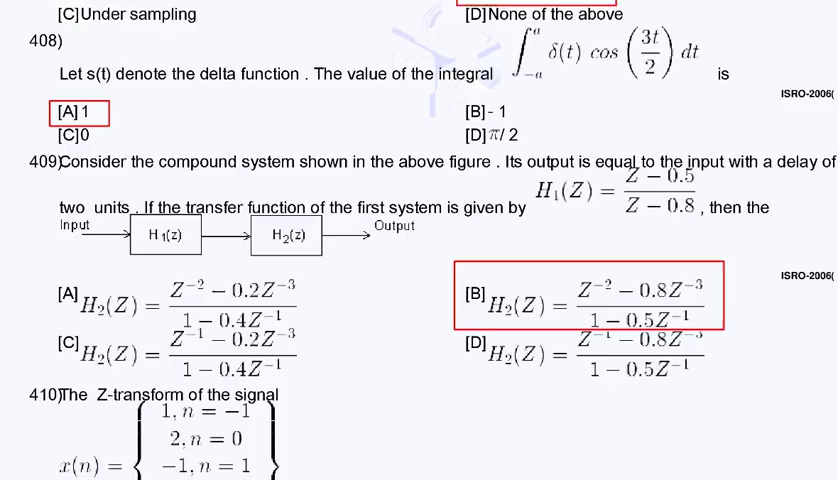 [C]Under sampling [D]None of the above
408)
Let s(t) denote the delta function . The value of the integral ∫_{-a}^{a} δ(t) cos (3t/2) dt is
ISRO-2006(
[A] 1 [B]- 1
[C]0 [D]π/ 2
409)Consider the compound system shown in the above figure . Its output is equal to the input with a delay of
two units . If the transfer function of the first system is given by H₁(Z) = (Z − 0.5)/(Z − 0.8) , then the
Input H₁(z) H₂(z) Output
ISRO-2006(
[A] H₂(Z) = (Z⁻² − 0.2Z⁻³)/(1 − 0.4Z⁻¹) [B] H₂(Z) = (Z⁻² − 0.8Z⁻³)/(1 − 0.5Z⁻¹)
[C] H₂(Z) = (Z⁻¹ − 0.2Z⁻³)/(1 − 0.4Z⁻¹) [D] H₂(Z) = (Z⁻¹ − 0.8Z⁻³)/(1 − 0.5Z⁻¹)
410)The Z-transform of the signal
1, n = −1
2, n = 0
x(n) = { −1, n = 1 }